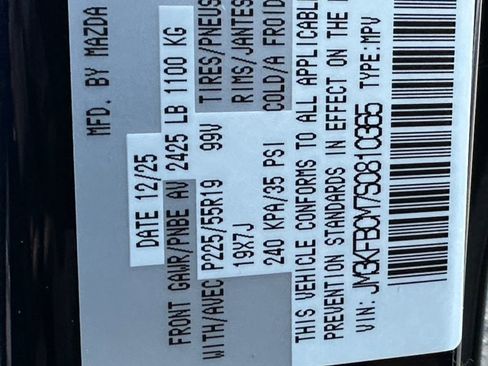 MFD. BY MAZDA
DATE 12/25
FRONT GAWR/PNBE AV 2425 LB 1100 KG
WITH/AVEC P225/55R19 99V TIRES/PNEUS
19X7J RIMS/JANTES
240 KPA/35 PSI COLD/A FROID
THIS VEHICLE CONFORMS TO ALL APPLICABLE
PREVENTION STANDARDS IN EFFECT ON THE
VIN: JM3KFBCM7S0810365 TYPE: MPV